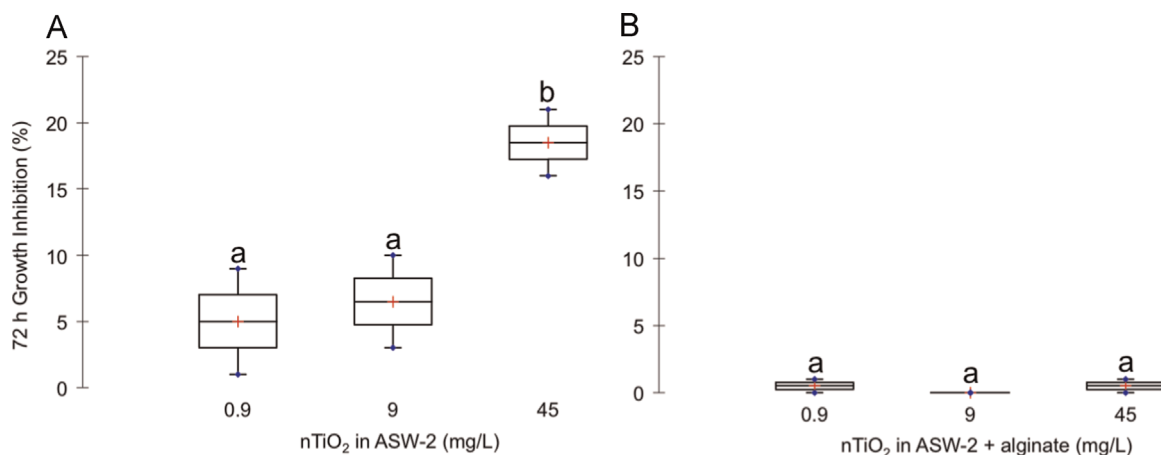 A
25
20
15
10
5
0
72 h Growth Inhibition (%)
a
a
b
0.9
9
45
nTiO₂ in ASW-2 (mg/L)
B
25
20
15
10
5
0
a
a
a
0.9
9
45
nTiO₂ in ASW-2 + alginate (mg/L)